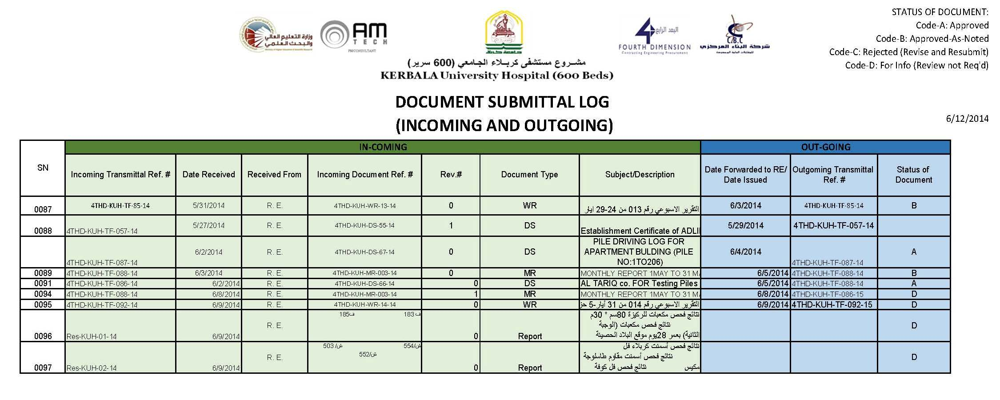 STATUS OF DOCUMENT:
Code-A: Approved
Code-B: Approved-As-Noted
Code-C: Rejected (Revise and Resubmit)
Code-D: For Info (Review not Req'd)
وزارة التعليم العالي
والبحث العلمي
AM
TECH
جامعة كربلاء
4
البعد الرابع
FOURTH DIMENSION
Contracting Engineering Procurement
C.B.C
شركة البناء المركزي
للمقاولات العامة المحدودة
مشروع مستشفى كربلاء الجامعي (600 سرير)
KERBALA University Hospital (600 Beds)
DOCUMENT SUBMITTAL LOG
(INCOMING AND OUTGOING)
6/12/2014
SN IN-COMING OUT-GOING
Incoming Transmittal Ref. # Date Received Received From Incoming Document Ref. # Rev.# Document Type Subject/Description Date Forwarded to RE/ Date Issued Outgoming Transmittal Ref. # Status of Document
0087 4THD-KUH-TF-85-14 5/31/2014 R. E. 4THD-KUH-WR-13-14 0 WR التقرير الاسبوعي رقم 013 من 24-29 ايار 6/3/2014 4THD-KUH-TF-85-14 B
0088 4THD-KUH-TF-057-14 5/27/2014 R. E. 4THD-KUH-DS-55-14 1 DS Establishment Certificate of ADLI 5/29/2014 4THD-KUH-TF-057-14
4THD-KUH-TF-087-14 6/2/2014 R. E. 4THD-KUH-DS-67-14 0 DS PILE DRIVING LOG FOR
APARTMENT BULDING (PILE
NO:1TO206) 6/4/2014 4THD-KUH-TF-087-14 A
0089 4THD-KUH-TF-088-14 6/3/2014 R. E. 4THD-KUH-MR-003-14 0 MR MONTHLY REPORT 1MAY TO 31 MA 6/5/2014 4THD-KUH-TF-088-14 B
0091 4THD-KUH-TF-086-14 6/2/2014 R. E. 4THD-KUH-DS-66-14 0 DS AL TARIQ co. FOR Testing Piles 6/5/2014 4THD-KUH-TF-088-14 A
0094 4THD-KUH-TF-088-14 6/8/2014 R. E. 4THD-KUH-MR-003-14 1 MR MONTHLY REPORT 1MAY TO 31 MA 6/8/2014 4THD-KUH-TF-086-15 D
0095 4THD-KUH-TF-092-14 6/9/2014 R. E. 4THD-KUH-WR-14-14 0 WR التقرير الاسبوعي رقم 014 من 31 أيار-5 حز 6/9/2014 4THD-KUH-TF-092-15 D
0096 Res-KUH-01-14 6/9/2014 R. E. ف183 ف185 0 Report نتائج فحص مكعبات للركيزة 80سم * 30م
نتائج فحص مكعبات (الوجبة
الثانية) بعمر 28يوم موقع البلاد الحصينة D
0097 Res-KUH-02-14 6/9/2014 R. E. ش/554 ش/503
ش/552 0 Report نتائج فحص أسمنت كربلاء فل
نتائج فحص أسمنت مقاوم طاسلوجة
مكيس نتائج فحص فل كوفة D